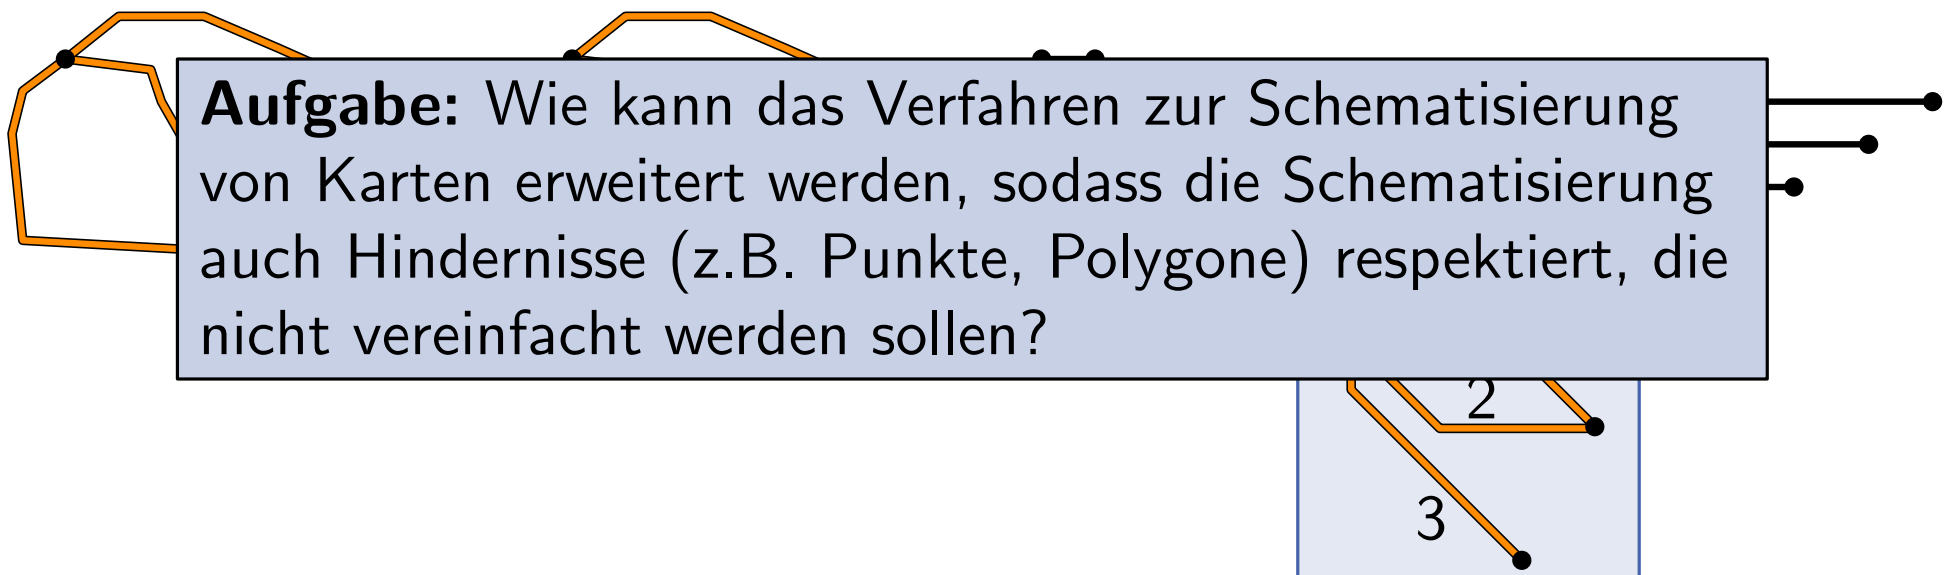 Aufgabe: Wie kann das Verfahren zur Schematisierung
von Karten erweitert werden, sodass die Schematisierung
auch Hindernisse (z.B. Punkte, Polygone) respektiert, die
nicht vereinfacht werden sollen?
2
3